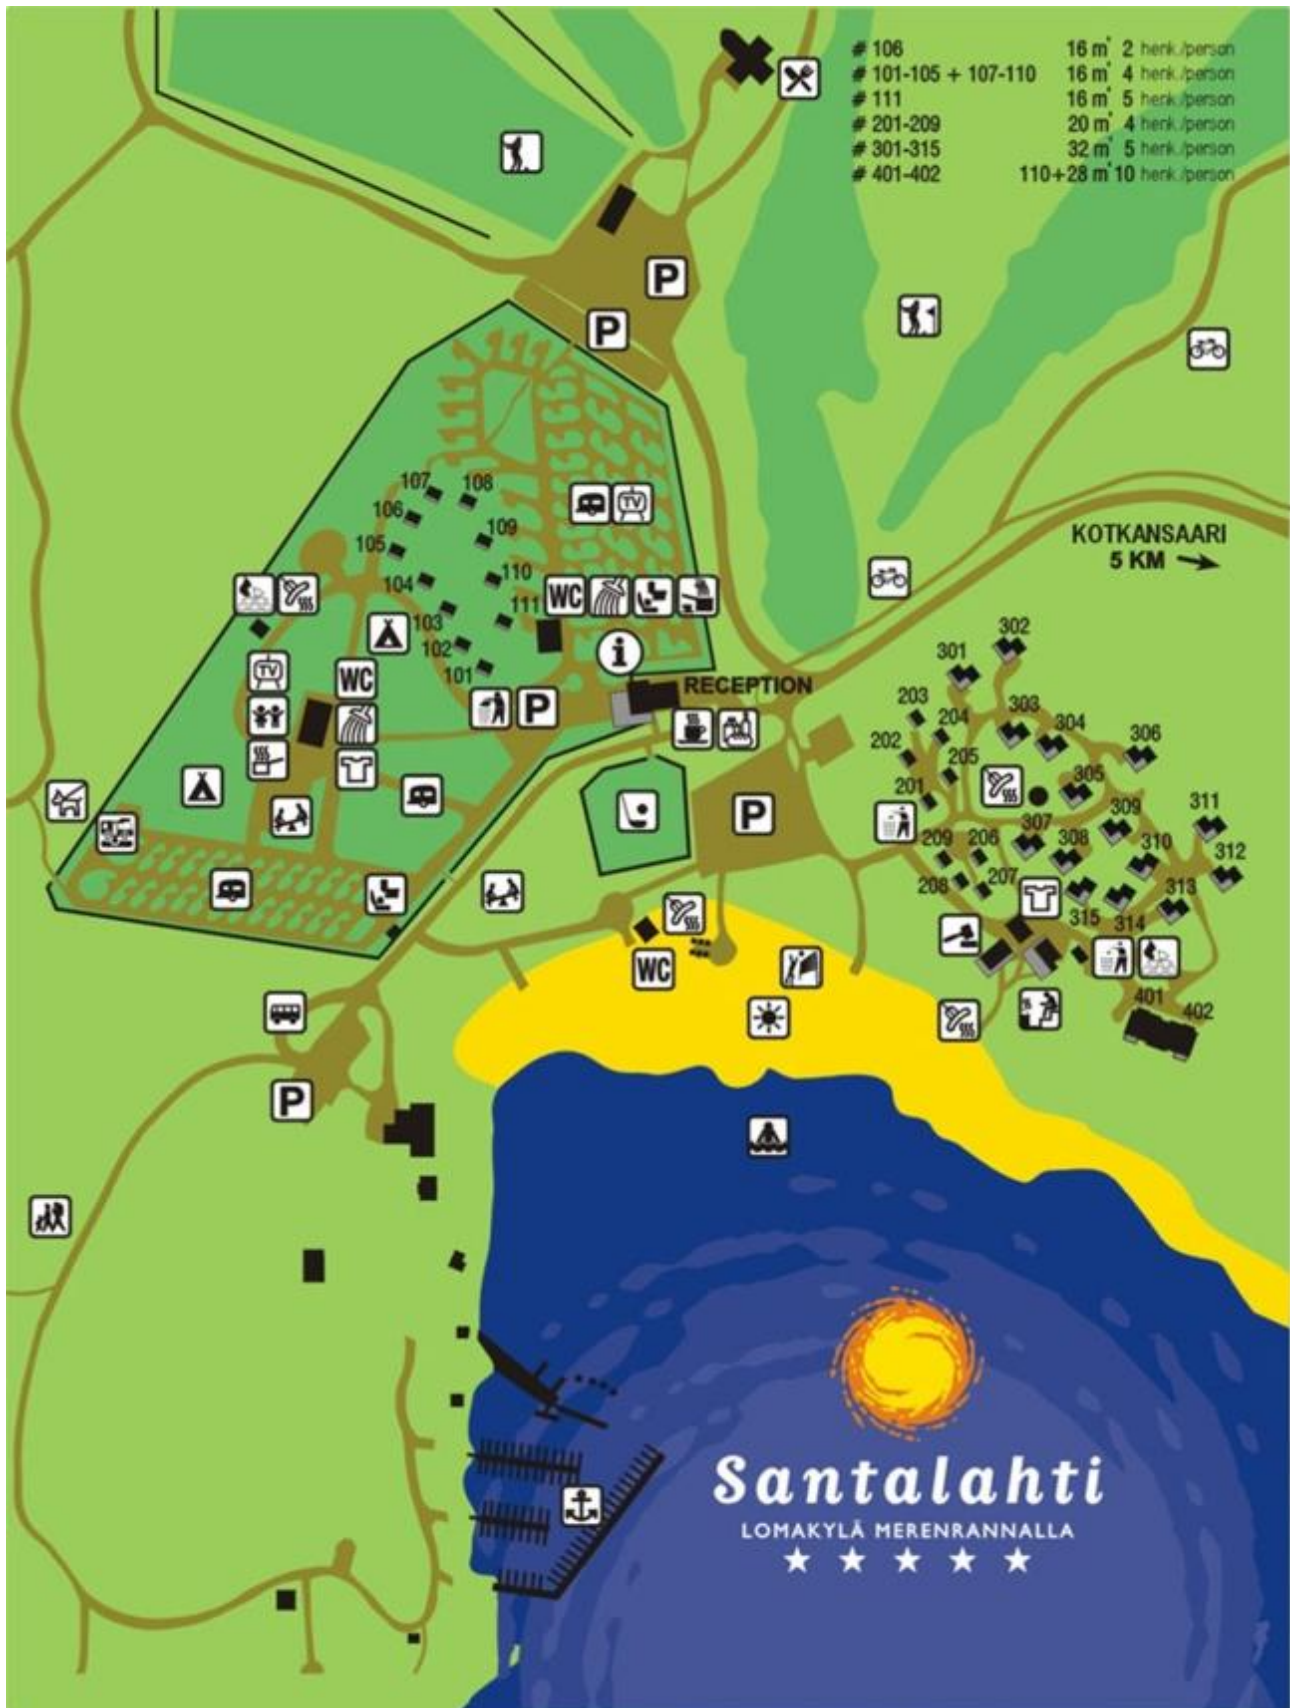 # 106 16 m² 2 henk./person
# 101-105 + 107-110 16 m² 4 henk./person
# 111 16 m² 5 henk./person
# 201-209 20 m² 4 henk./person
# 301-315 32 m² 5 henk./person
# 401-402 110+28 m² 10 henk./person
P
P
107
108
106
TV
109
105
KOTKANSAARI
5 KM
104
110
WC
111
103
302
102
i
301
101
TV
WC
RECEPTION
P
203
303
204
304
202
306
205
305
201
P
309
311
307
209
206
308
310
312
208
207
313
315
314
WC
401
402
P
Santalahti
LOMAKYLÄ MERENRANNALLA